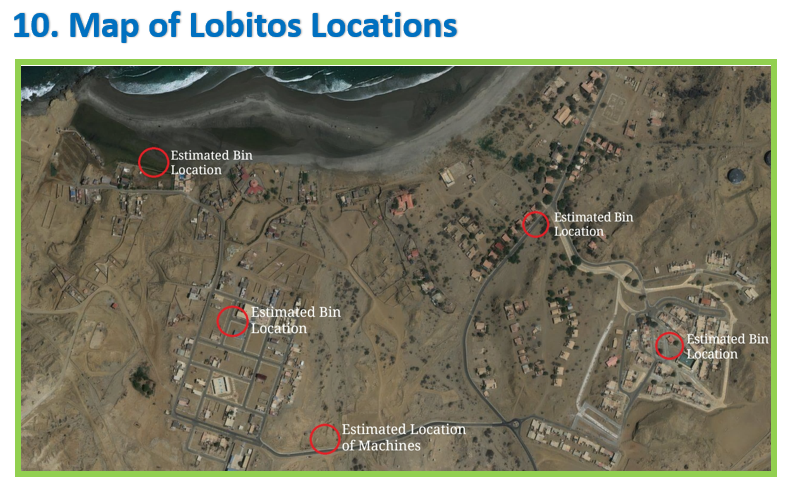 10. Map of Lobitos Locations
Estimated Bin
Location
Estimated Bin
Location
Estimated Bin
Location
Estimated Bin
Location
Estimated Location
of Machines